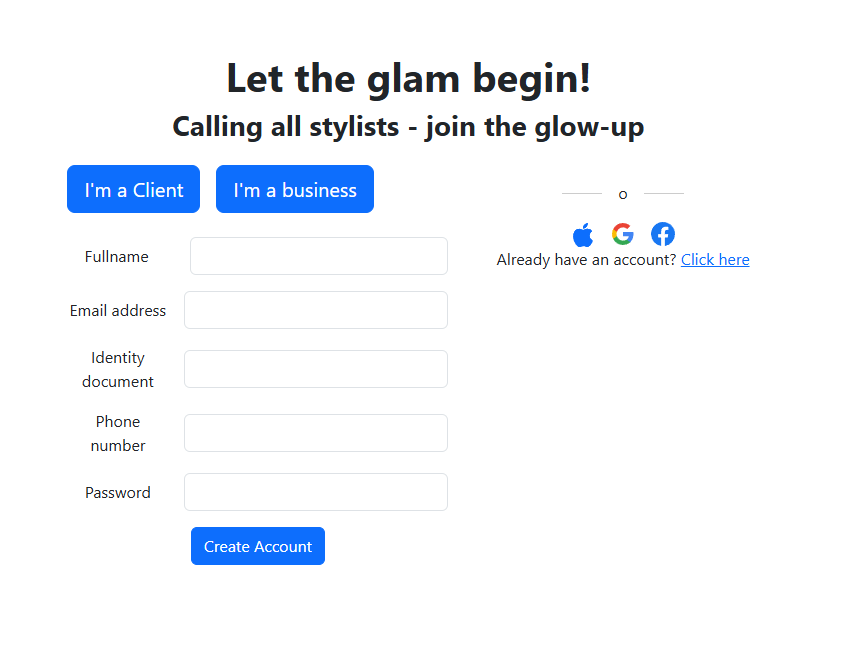 Let the glam begin!
Calling all stylists - join the glow-up
I'm a Client
I'm a business
Fullname
Email address
Identity
document
Phone
number
Password
Create Account
o
Already have an account? Click here